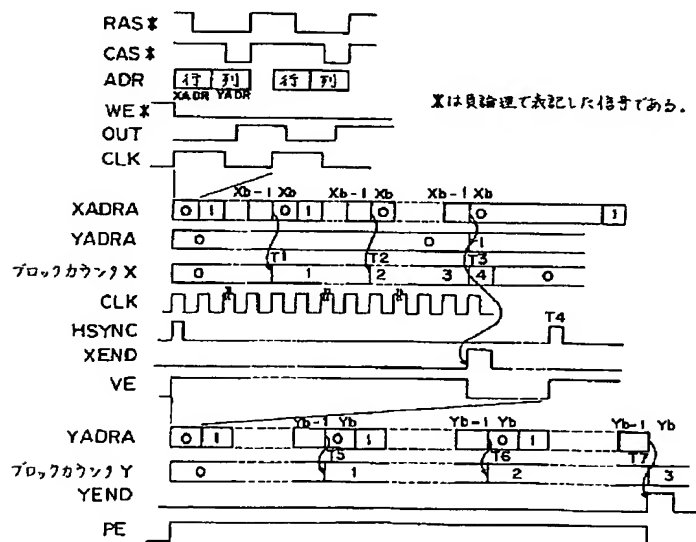 RAS※
CAS※
ADR 行 列 行 列
XADR YADR
WE※
※は負論理で表記した信号である。
OUT
CLK
Xb-1 Xb Xb-1 Xb Xb-1 Xb
XADRA 0 1 0 1 0 0 1
YADRA 0 0 1
T1 T2 T3
ブロックカウンタX 0 1 2 3 4 0
CLK
HSYNC T4
XEND
VE
Yb-1 Yb Yb-1 Yb Yb-1 Yb
YADRA 0 1 0 1 0 1
T5 T6 T7
ブロックカウンタY 0 1 2 3
YEND
PE